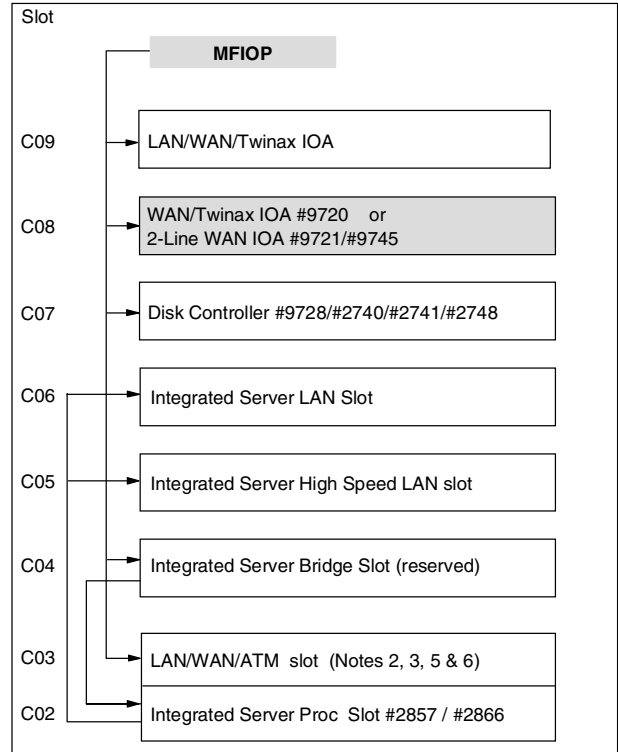 Slot
MFIOP
C09
LAN/WAN/Twinax IOA
C08
WAN/Twinax IOA #9720 or
2-Line WAN IOA #9721/#9745
C07
Disk Controller #9728/#2740/#2741/#2748
C06
Integrated Server LAN Slot
C05
Integrated Server High Speed LAN slot
C04
Integrated Server Bridge Slot (reserved)
C03
LAN/WAN/ATM slot (Notes 2, 3, 5 & 6)
C02
Integrated Server Proc Slot #2857 / #2866